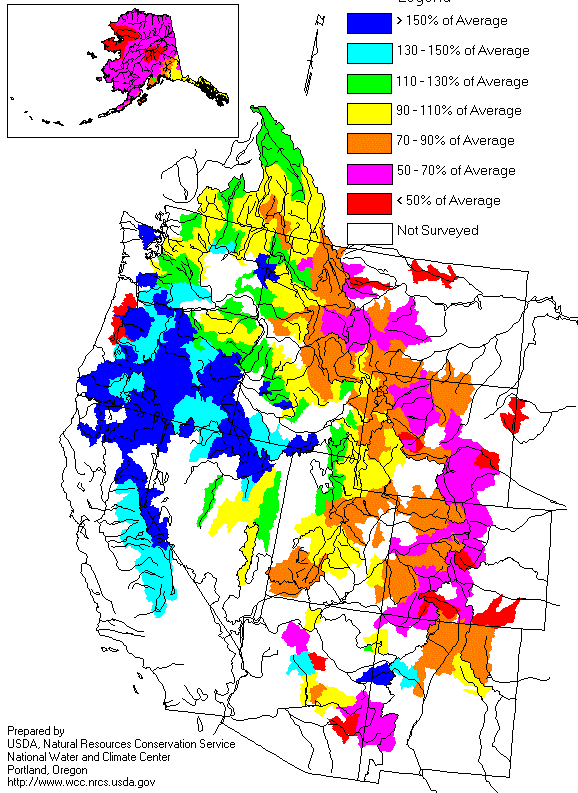 Legend
> 150% of Average
130 - 150% of Average
110 - 130% of Average
90 - 110% of Average
70 - 90% of Average
50 - 70% of Average
< 50% of Average
Not Surveyed
Prepared by
USDA, Natural Resources Conservation Service
National Water and Climate Center
Portland, Oregon
http://www.wcc.nrcs.usda.gov